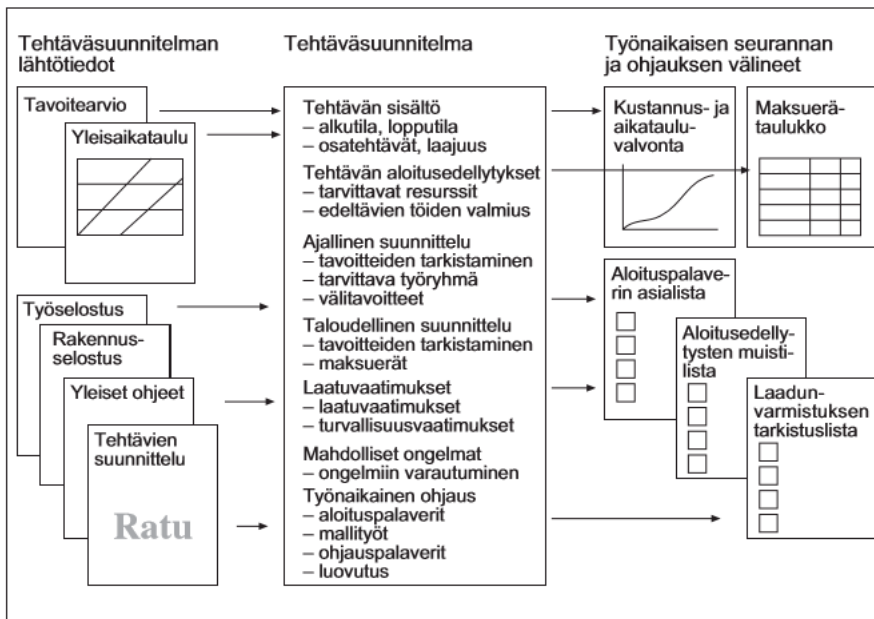 Tehtäväsuunnitelman
lähtötiedot
Tavoitearvio
Yleisaikataulu
Työselostus
Rakennus-
selostus
Yleiset ohjeet
Tehtävien
suunnittelu
Ratu
Tehtäväsuunnitelma
Tehtävän sisältö
– alkutila, lopputila
– osatehtävät, laajuus
Tehtävän aloitusedellytykset
– tarvittavat resurssit
– edeltävien töiden valmius
Ajallinen suunnittelu
– tavoitteiden tarkistaminen
– tarvittava työryhmä
– välitavoitteet
Taloudellinen suunnittelu
– tavoitteiden tarkistaminen
– maksuerät
Laatuvaatimukset
– laatuvaatimukset
– turvallisuusvaatimukset
Mahdolliset ongelmat
– ongelmiin varautuminen
Työnaikainen ohjaus
– aloituspalaverit
– mallityöt
– ohjauspalaverit
– luovutus
Työnaikaisen seurannan
ja ohjauksen välineet
Kustannus- ja
aikataulu-
valvonta
Maksuerä-
taulukko
Aloituspalave-
rin asialista
Aloitusedelly-
tysten muisti-
lista
Laadun-
varmistuksen
tarkistuslista